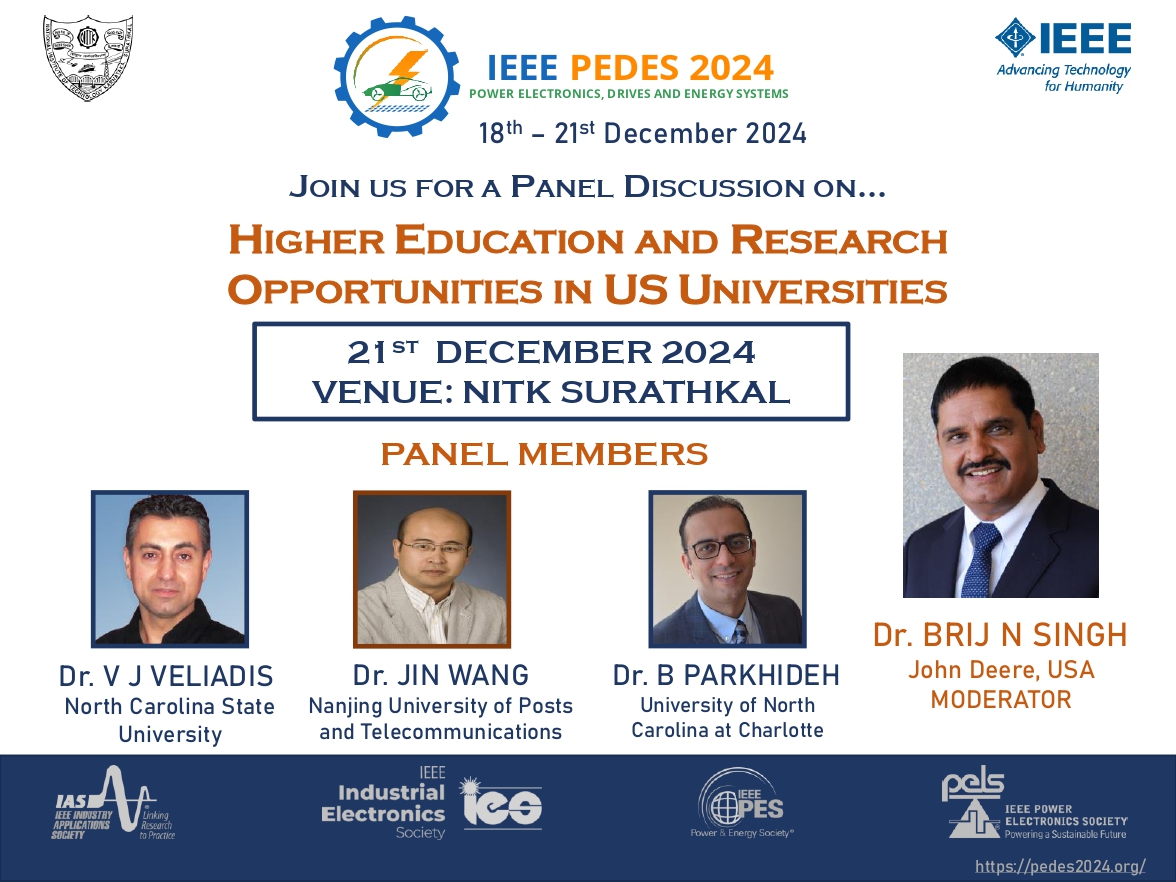 IEEE PEDES 2024
POWER ELECTRONICS, DRIVES AND ENERGY SYSTEMS
18th – 21st December 2024
IEEE
Advancing Technology
for Humanity
JOIN US FOR A PANEL DISCUSSION ON...
HIGHER EDUCATION AND RESEARCH
OPPORTUNITIES IN US UNIVERSITIES
21ST DECEMBER 2024
VENUE: NITK SURATHKAL
PANEL MEMBERS
Dr. V J VELIADIS
North Carolina State
University
Dr. JIN WANG
Nanjing University of Posts
and Telecommunications
Dr. B PARKHIDEH
University of North
Carolina at Charlotte
Dr. BRIJ N SINGH
John Deere, USA
MODERATOR
IAS
IEEE INDUSTRY
APPLICATIONS
SOCIETY
Linking
Research
to Practice
IEEE
Industrial
Electronics
Society
ies
IEEE
PES
Power & Energy Society®
pels
IEEE POWER
ELECTRONICS SOCIETY
Powering a Sustainable Future
https://pedes2024.org/